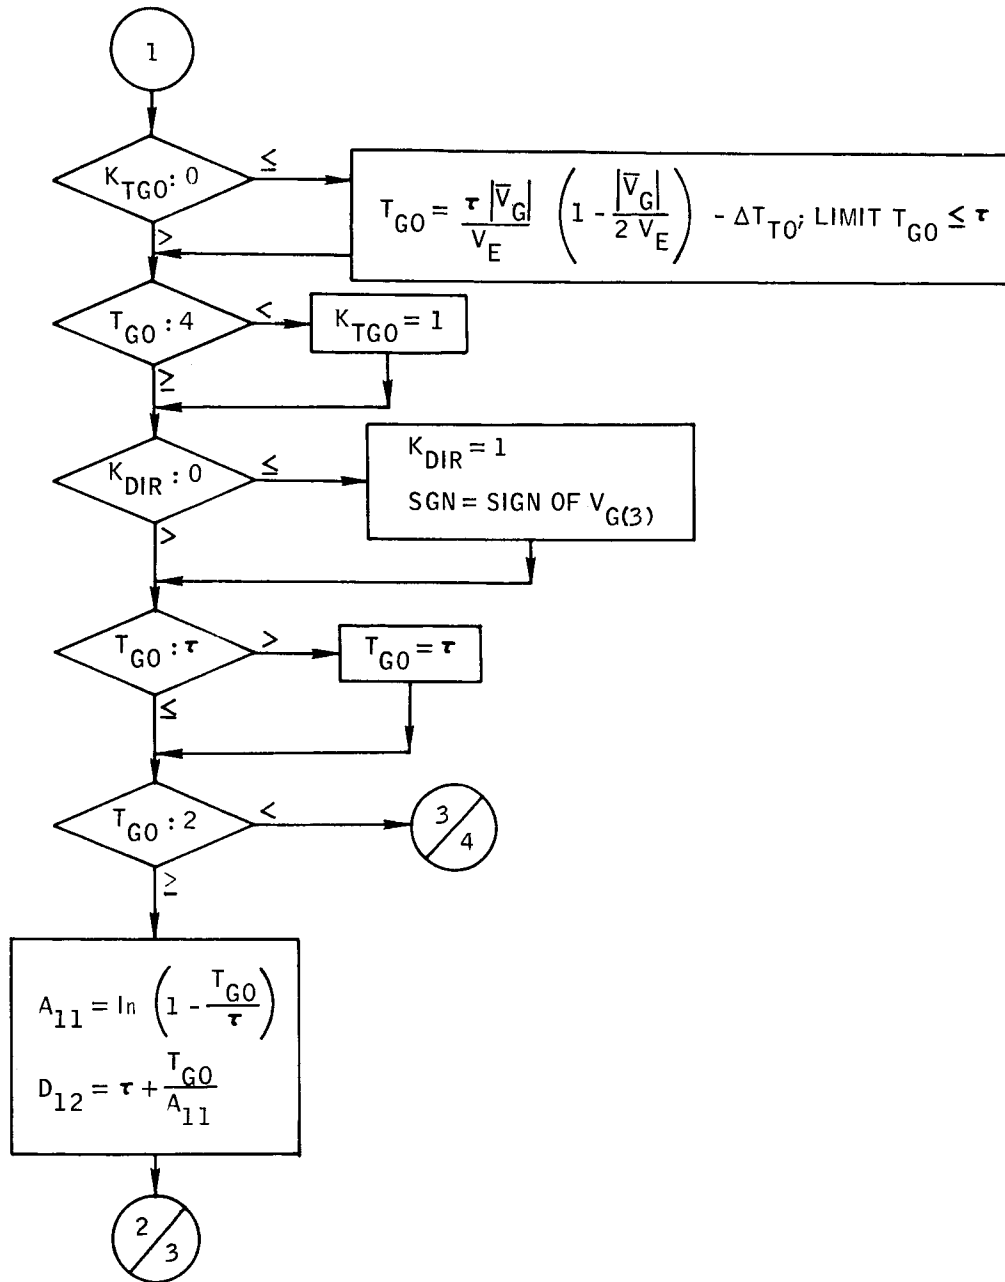 1
K_TGO : 0
≤
>
T_GO = τ |V̅_G| / V_E (1 - |V̅_G| / 2 V_E) - ΔT_TO; LIMIT T_GO ≤ τ
T_GO : 4
<
≥
K_TGO = 1
K_DIR : 0
≤
>
K_DIR = 1
SGN = SIGN OF V_G(3)
T_GO : τ
>
≤
T_GO = τ
T_GO : 2
<
≥
3/4
A_11 = ln (1 - T_GO / τ)
D_12 = τ + T_GO / A_11
2/3